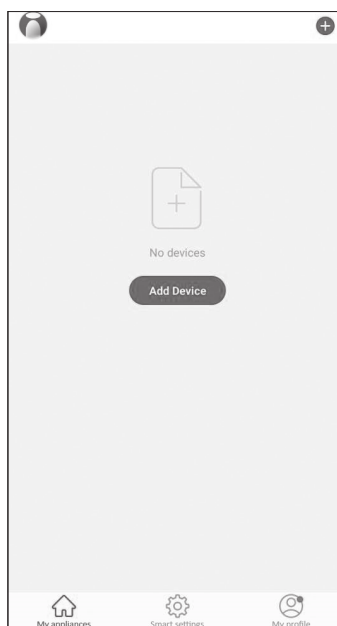 No devices
Add Device
My appliances
Smart settings
My profile